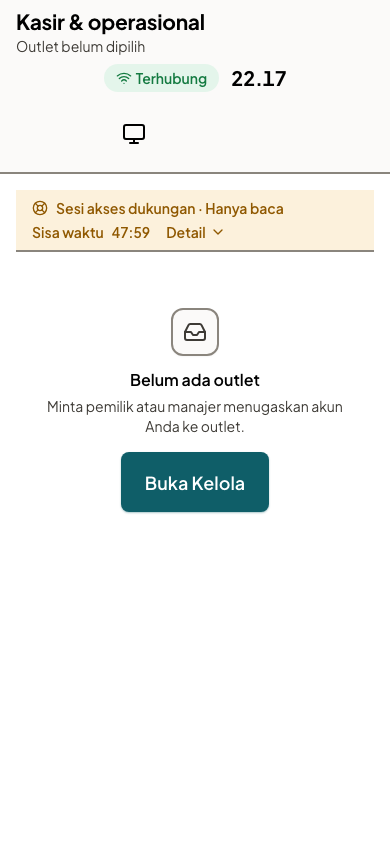 Kasir & operasional
Outlet belum dipilih
Terhubung 22.17
Sesi akses dukungan · Hanya baca
Sisa waktu 47:59 Detail
Belum ada outlet
Minta pemilik atau manajer menugaskan akun
Anda ke outlet.
Buka Kelola